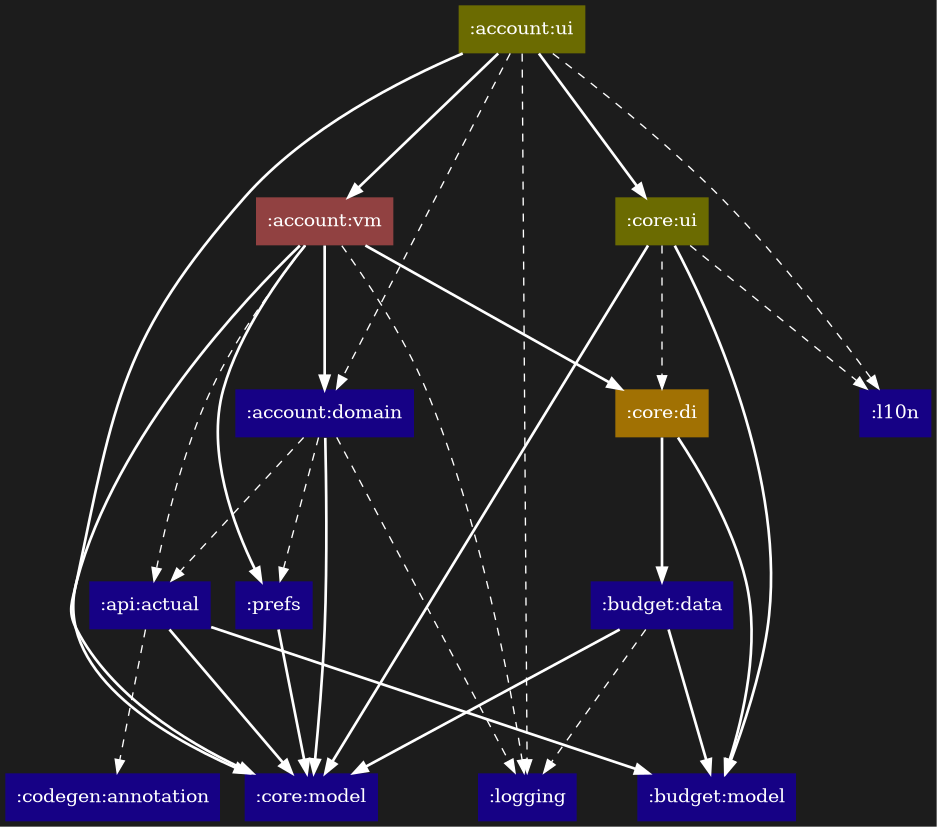 :account:ui
:account:vm
:core:ui
:account:domain
:core:di
:l10n
:api:actual
:prefs
:budget:data
:codegen:annotation
:core:model
:logging
:budget:model